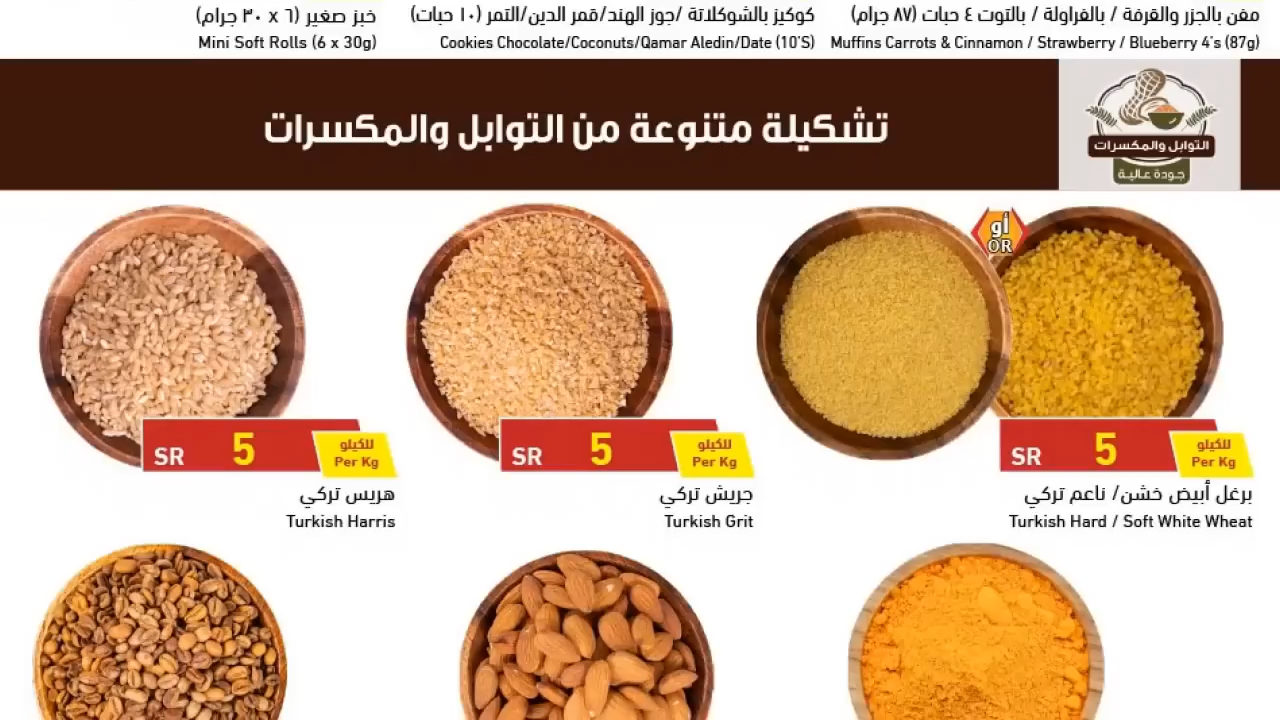 مفن بالجزر والقرفة / بالفراولة / بالتوت ٤ حبات (٨٧ جرام)
Muffins Carrots & Cinnamon / Strawberry / Blueberry 4's (87g)
كوكيز بالشوكلاتة /جوز الهند/قمر الدين/التمر (١٠ حبات)
Cookies Chocolate/Coconuts/Qamar Aledin/Date (10'S)
خبز صغير (٦ x ٣٠ جرام)
Mini Soft Rolls (6 x 30g)
التوابل والمكسرات
جودة عالية
تشكيلة متنوعة من التوابل والمكسرات
أو
OR
SR 5
للكيلو
Per Kg
برغل أبيض خشن/ ناعم تركي
Turkish Hard / Soft White Wheat
SR 5
للكيلو
Per Kg
جريش تركي
Turkish Grit
SR 5
للكيلو
Per Kg
هريس تركي
Turkish Harris